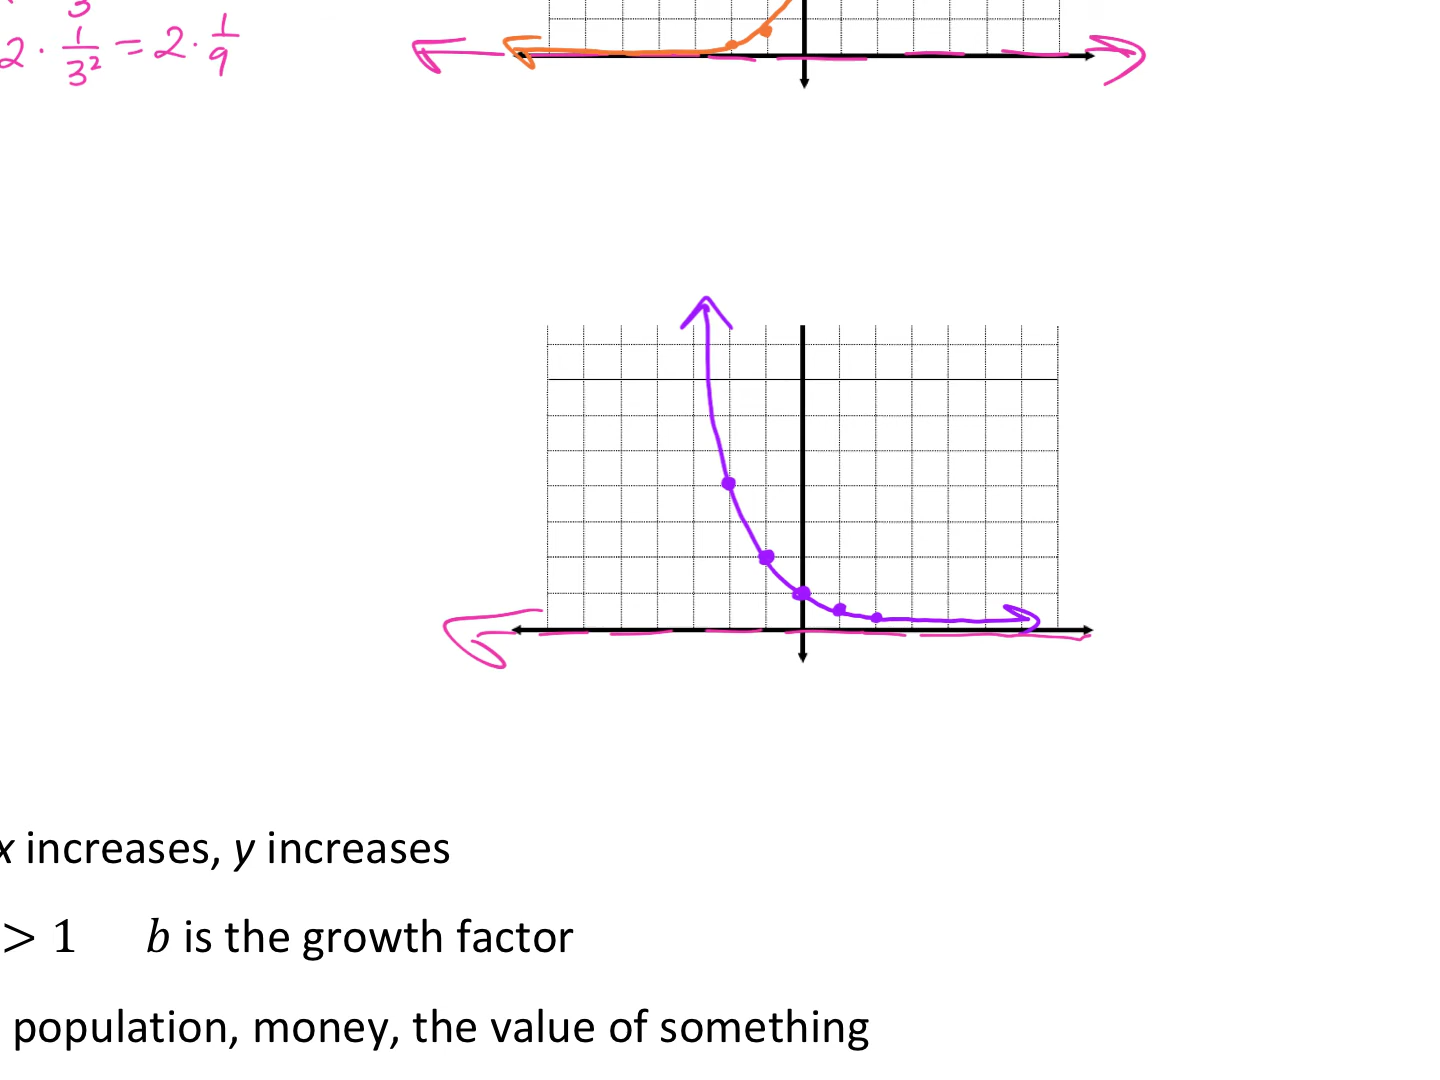 3
2 · 1/3² = 2 · 1/9
x increases, y increases
> 1 b is the growth factor
population, money, the value of something